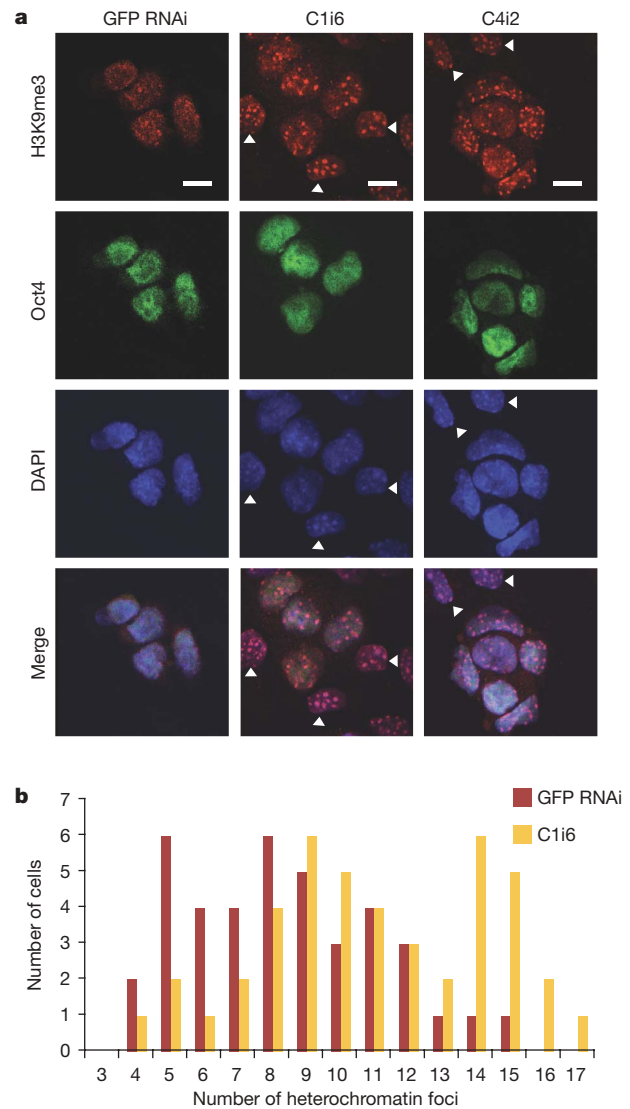 a
GFP RNAi C1i6 C4i2
H3K9me3
Oct4
DAPI
Merge
b
7
6
5
4
3
2
1
0
Number of cells
GFP RNAi
C1i6
3 4 5 6 7 8 9 10 11 12 13 14 15 16 17
Number of heterochromatin foci